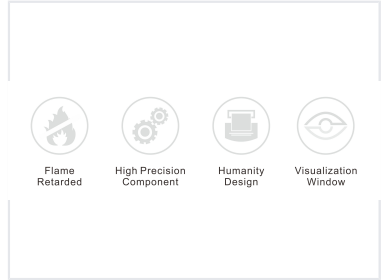 Flame
Retarded
High Precision
Component
Humanity
Design
Visualization
Window